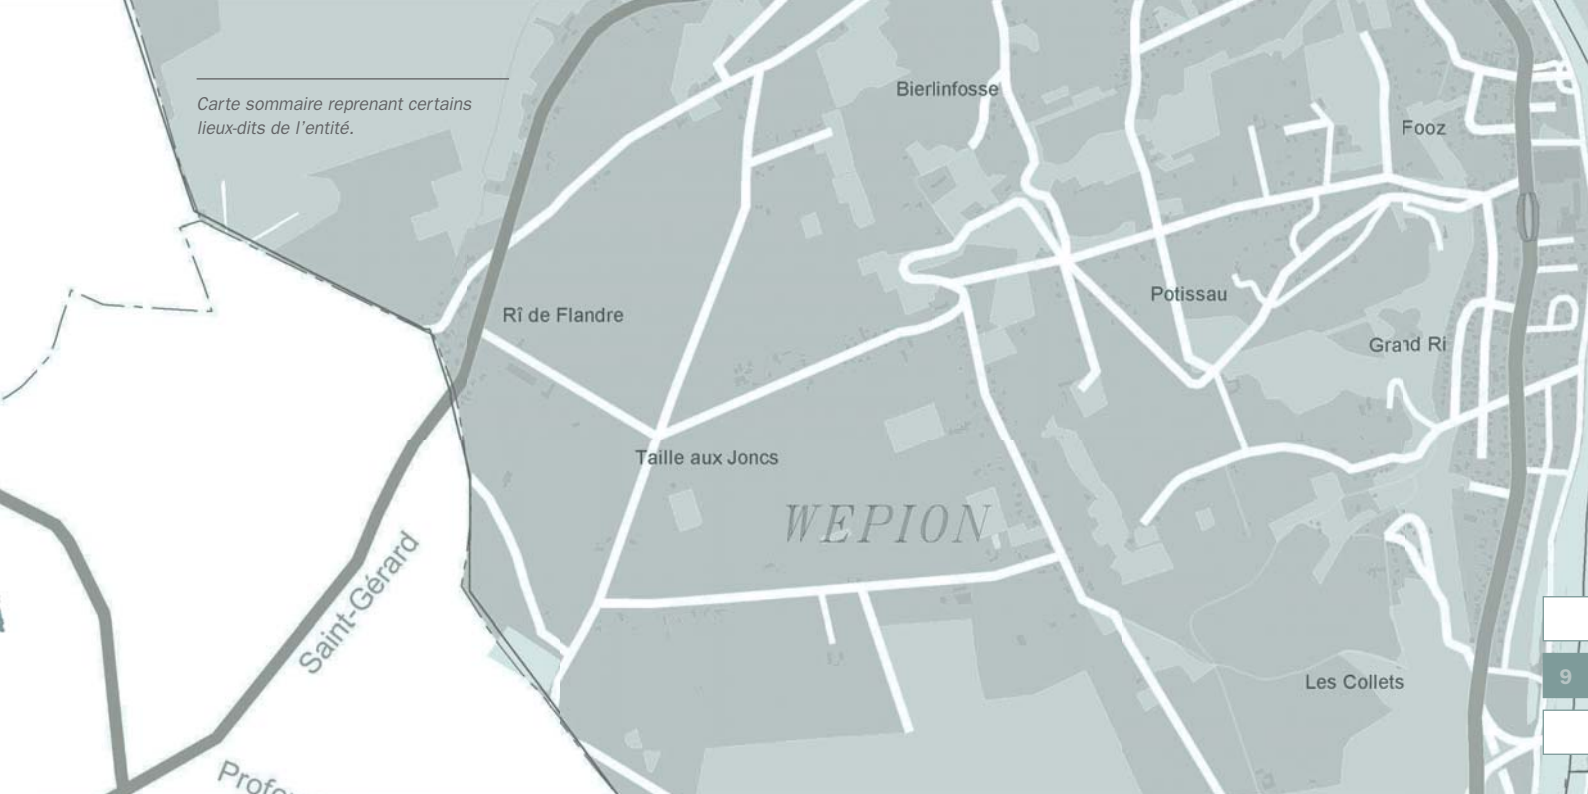 Carte sommaire reprenant certains
lieux-dits de l'entité.
Bierlinfosse
Fooz
Potissau
Rî de Flandre
Grand Ri
Taille aux Joncs
WEPION
Saint-Gérard
Les Collets
9